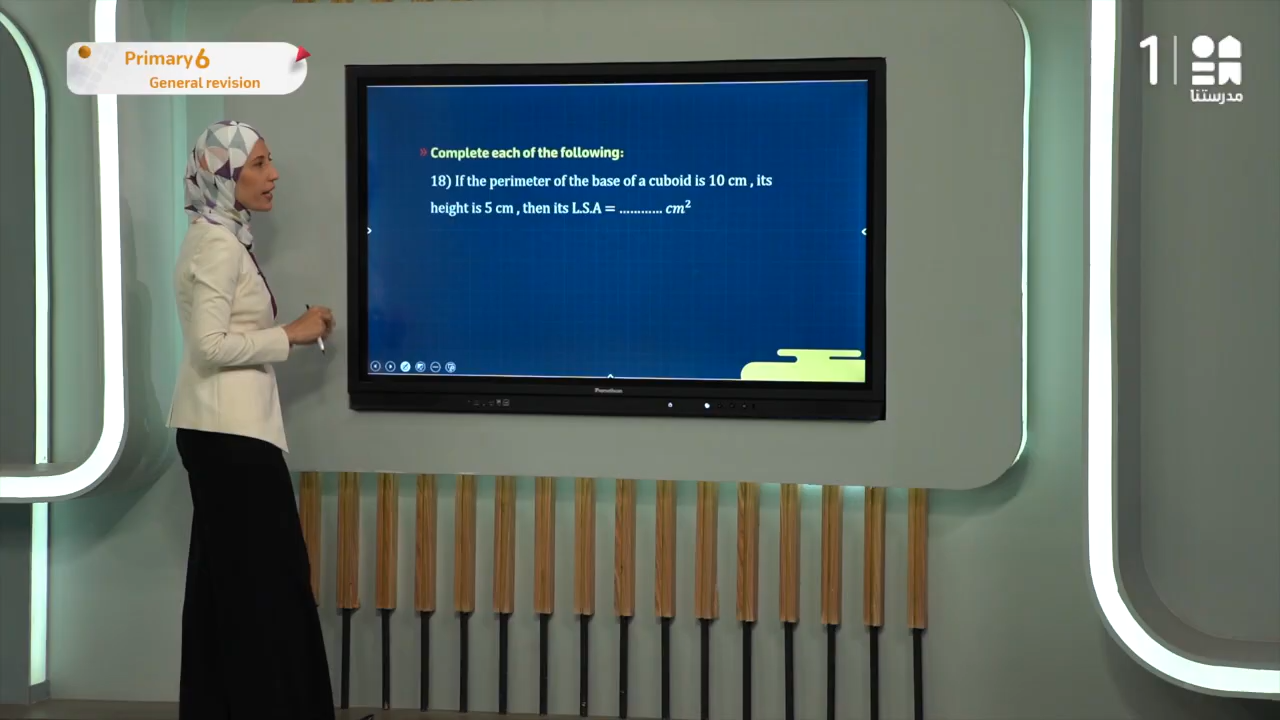 Primary 6
General revision
1
مدرستنا
» Complete each of the following:
18) If the perimeter of the base of a cuboid is 10 cm , its
height is 5 cm , then its L.S.A = ............ cm²